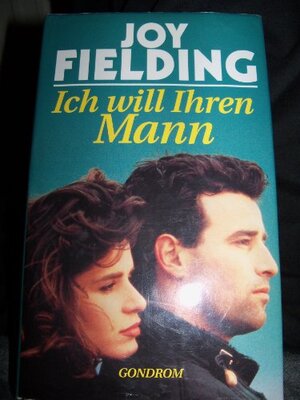 JOY
FIELDING
Ich will Ihren
Mann
GONDROM